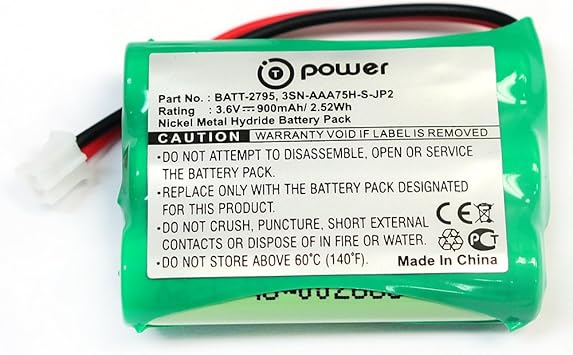 T power
Part No. : BATT-2795, 3SN-AAA75H-S-JP2
Rating : 3.6V⎓900mAh/ 2.52Wh
Nickel Metal Hydride Battery Pack
CAUTION AVOID IF LABEL IS REMOVED
•DO NOT ATTEMPT TO DISSEMBLE, OPEN OR SERVICE
THE BATTERY PACK.
•REPLACE ONLY WITH THE BATTERY PACK DESIGNATED
FOR THIS PRODUCT.
•DO NOT CRUSH, PUNCTURE, SHORT EXTERNAL
CONTACTS OR DISPOSE OF IN FIRE OR WATER.
•DO NOT STORE ABOVE 60°C (140°F).
CE
PCT
Made In China